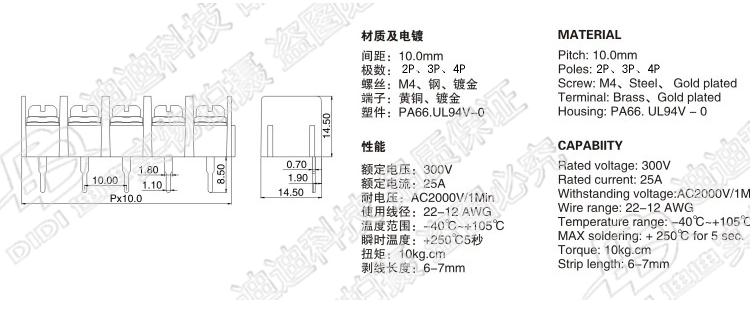 材质及电镀
间距: 10.0mm
极数: 2P、3P、4P
螺丝: M4、钢、镀金
端子: 黄铜、镀金
塑件: PA66.UL94V-0
性能
额定电压: 300V
额定电流: 25A
耐电压: AC2000V/1Min
使用线径: 22-12 AWG
温度范围: -40℃~+105℃
瞬时温度: +250℃5秒
扭矩: 10kg.cm
剥线长度: 6-7mm
MATERIAL
Pitch: 10.0mm
Poles: 2P、3P、4P
Screw: M4、Steel、 Gold plated
Terminal: Brass、Gold plated
Housing: PA66. UL94V - 0
CAPABIITY
Rated voltage: 300V
Rated current: 25A
Withstanding voltage:AC2000V/1M
Wire range: 22-12 AWG
Temperature range: -40℃~+105℃
MAX soldering: + 250℃ for 5 sec.
Torque: 10kg.cm
Strip length: 6-7mm
14.50
8.50
1.80
10.00
1.10
Px10.0
0.70
1.90
14.50
迪迪科技 盗图
迪迪科技
DIDI